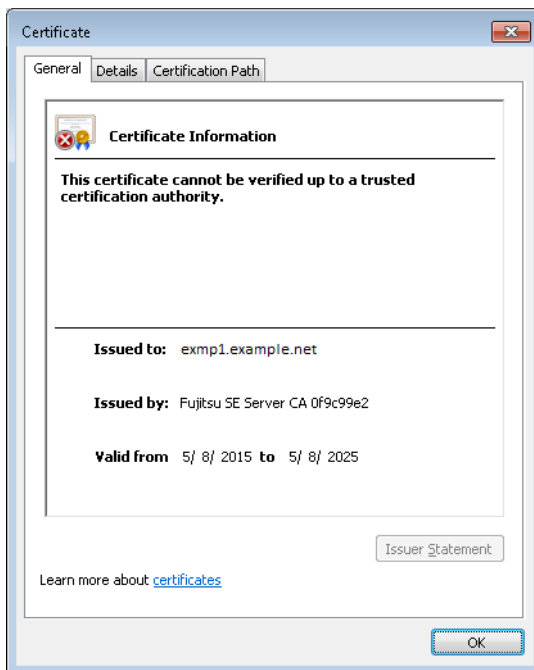 Certificate
General Details Certification Path
Certificate Information
This certificate cannot be verified up to a trusted
certification authority.
Issued to: exmp1.example.net
Issued by: Fujitsu SE Server CA 0f9c99e2
Valid from 5/ 8/ 2015 to 5/ 8/ 2025
Issuer Statement
Learn more about certificates
OK